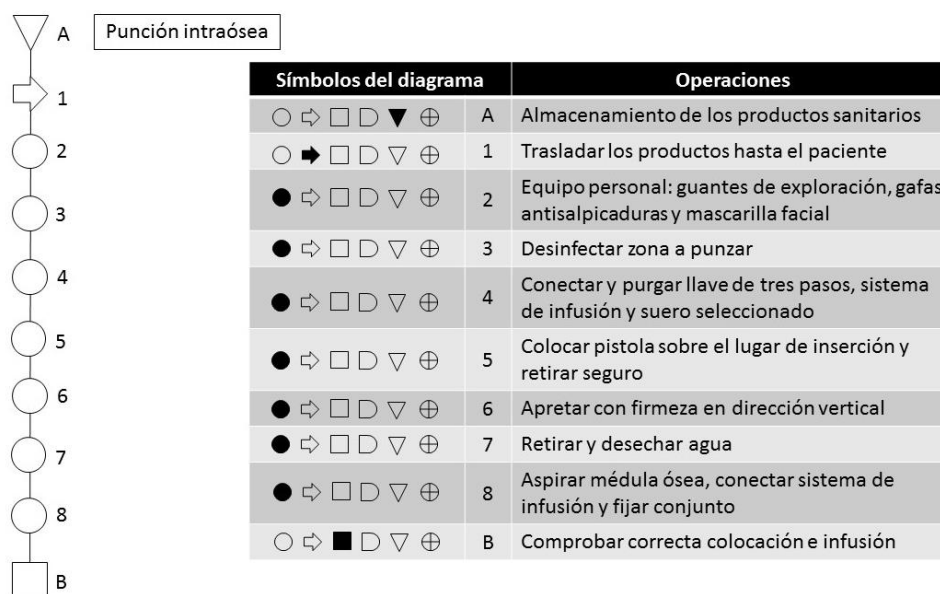 A Punción intraósea
1
2
3
4
5
6
7
8
B
Símbolos del diagrama Operaciones
A Almacenamiento de los productos sanitarios
1 Trasladar los productos hasta el paciente
2 Equipo personal: guantes de exploración, gafas
antisalpicaduras y mascarilla facial
3 Desinfectar zona a punzar
4 Conectar y purgar llave de tres pasos, sistema
de infusión y suero seleccionado
5 Colocar pistola sobre el lugar de inserción y
retirar seguro
6 Apretar con firmeza en dirección vertical
7 Retirar y desechar agua
8 Aspirar médula ósea, conectar sistema de
infusión y fijar conjunto
B Comprobar correcta colocación e infusión